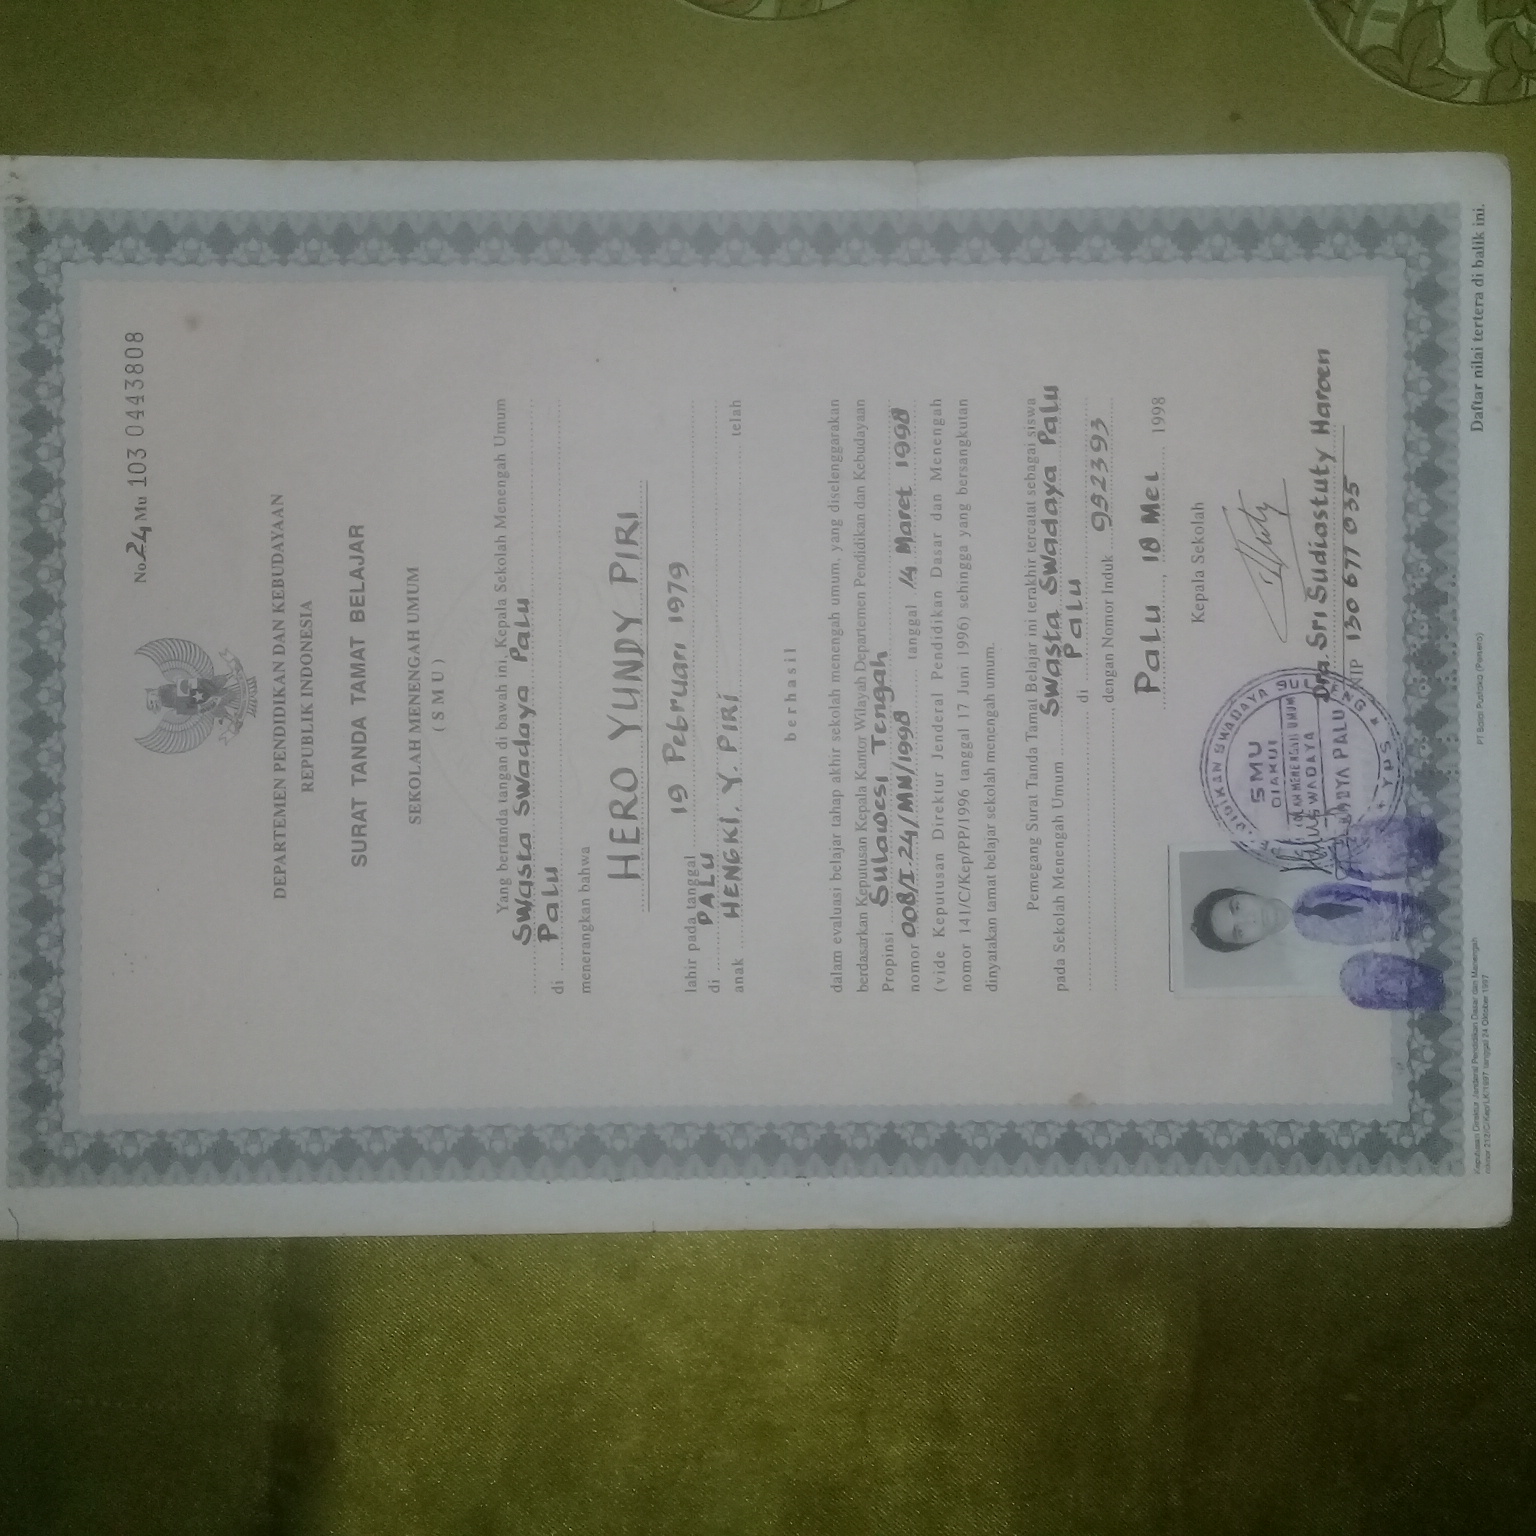 No 24 Mu 103 0443808
DEPARTEMEN PENDIDIKAN DAN KEBUDAYAAN
REPUBLIK INDONESIA
SURAT TANDA TAMAT BELAJAR
SEKOLAH MENENGAH UMUM
( S M U )
Yang bertanda tangan di bawah ini, Kepala Sekolah Menengah Umum
Swasta Swadaya Palu
di Palu
menerangkan bahwa
HERO YUNDY PIRI
lahir pada tanggal 19 Pebruari 1979
di PALU
anak HENGKI. Y. PIRI telah
berhasil
dalam evaluasi belajar tahap akhir sekolah menengah umum, yang diselenggarakan
berdasarkan Keputusan Kepala Kantor Wilayah Departemen Pendidikan dan Kebudayaan
Propinsi Sulawesi Tengah
nomor 008/I.24/MN/1998 tanggal 14 Maret 1998
(vide Keputusan Direktur Jenderal Pendidikan Dasar dan Menengah
nomor 141/C/Kep/PP/1996 tanggal 17 Juni 1996) sehingga yang bersangkutan
dinyatakan tamat belajar sekolah menengah umum.
Pemegang Surat Tanda Tamat Belajar ini terakhir tercatat sebagai siswa
pada Sekolah Menengah Umum Swasta Swadaya Palu
di Palu
, dengan Nomor Induk 952393
Palu, 18 Mei 1998
Kepala Sekolah
Dra. Sri Sudiastuty Haroen
NIP 130 677 035
PENDIDIKAN SWADAYA SULTENG
SMU
DIAKUI
SEKOLAH MENENGAH UMUM
SWADAYA
PALU
YPS
Keputusan Direktur Jenderal Pendidikan Dasar dan Menengah
nomor 252/C/Kep/LK/1997 tanggal 24 Oktober 1997
PT Balai Pustaka (Persero)
Daftar nilai tertera di balik ini.